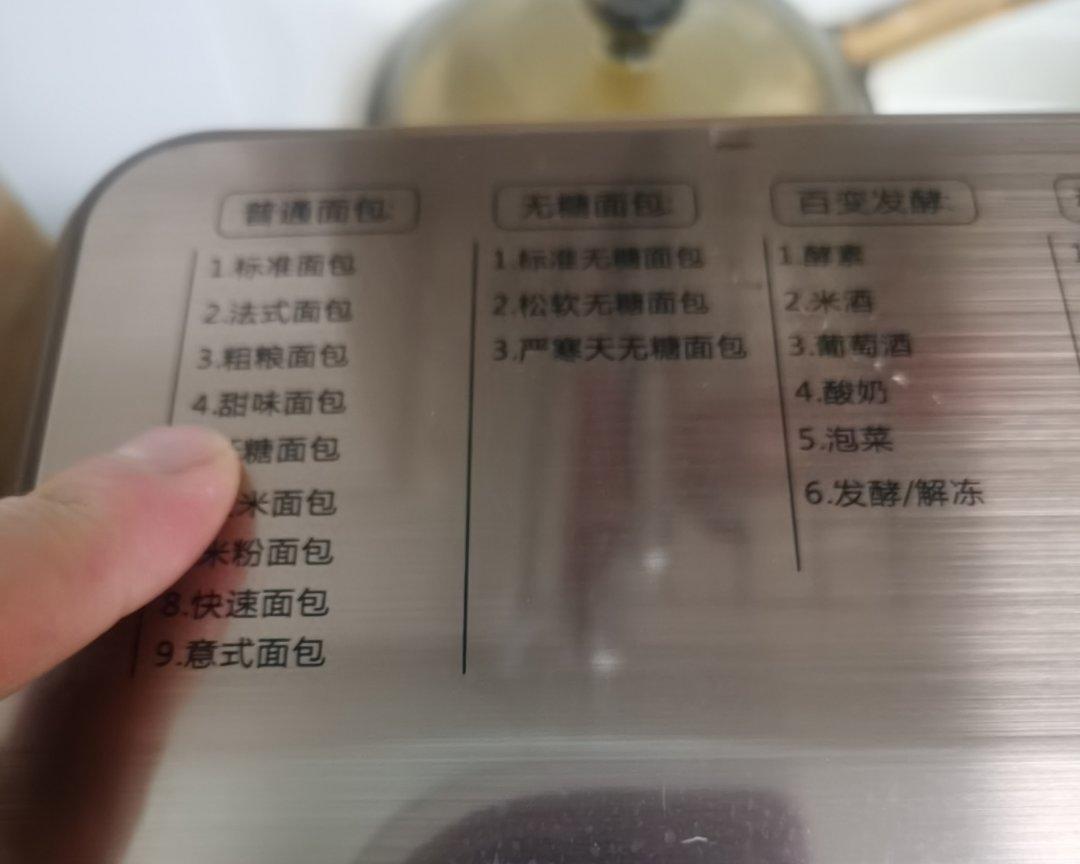 普通面包:
1.标准面包
2.法式面包
3.粗粮面包
4.甜味面包
糖面包
米面包
米粉面包
8.快速面包
9.意式面包
无糖面包:
1.标准无糖面包
2.松软无糖面包
3.严寒天无糖面包
百变发酵:
1.酵素
2.米酒
3.葡萄酒
4.酸奶
5.泡菜
6.发酵/解冻